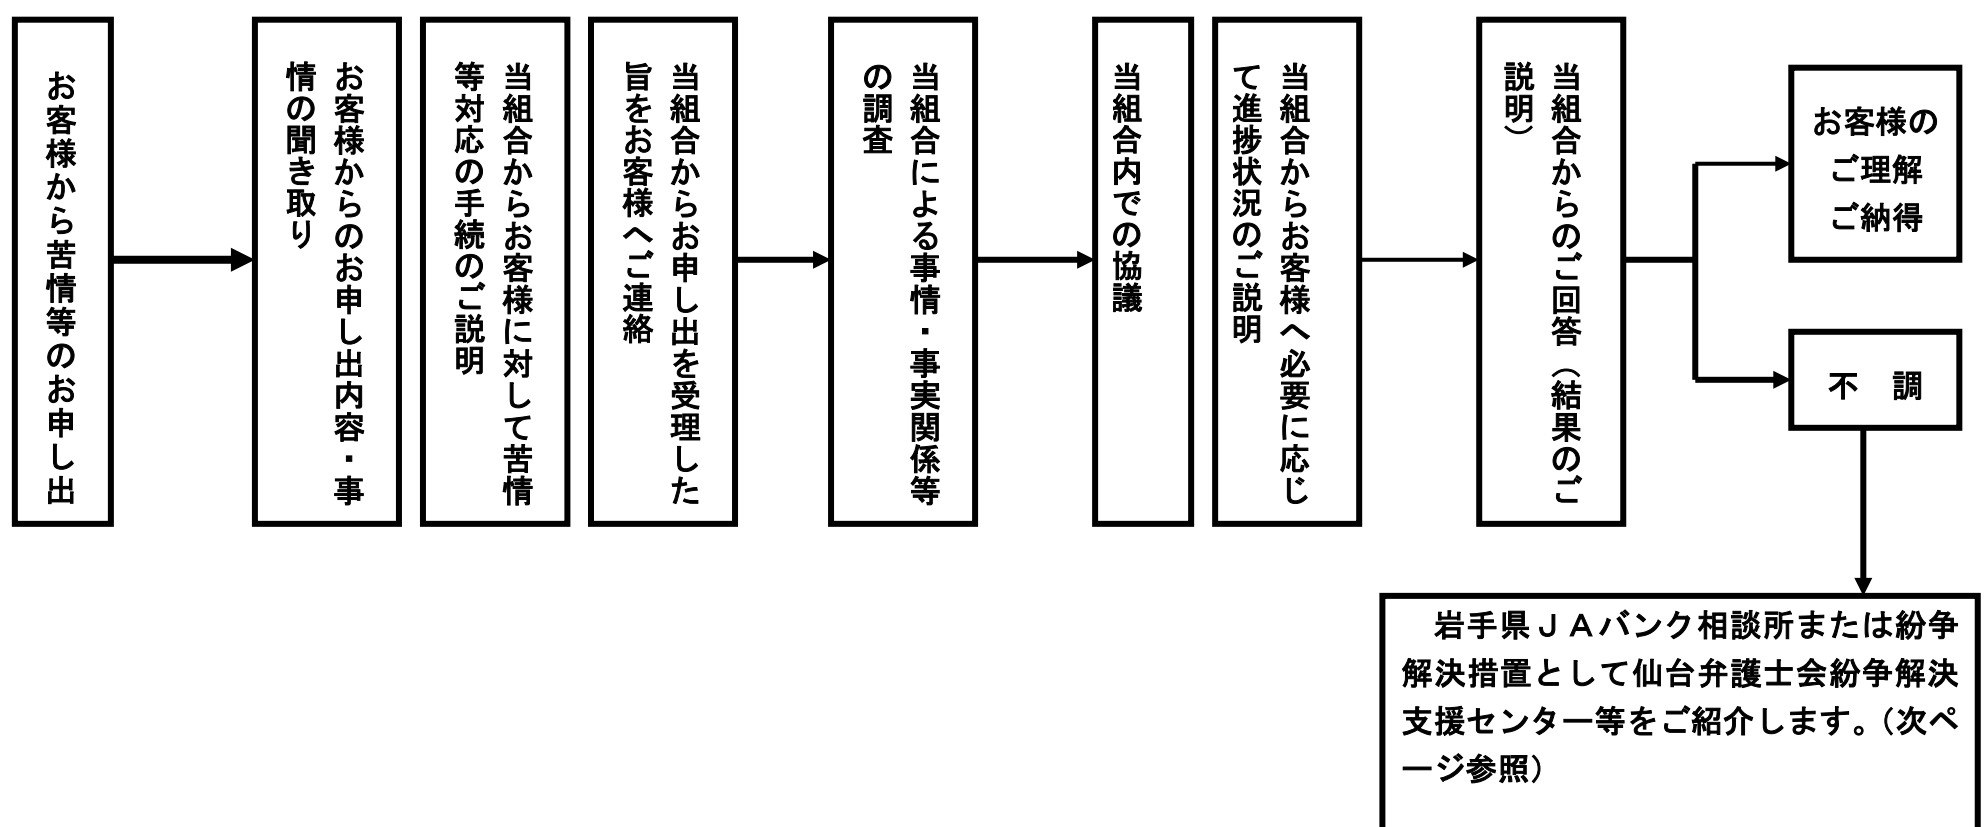 お客様から苦情等のお申し出
お客様からのお申し出内容・事
情の聞き取り
当組合からお客様に対して苦情
等対応の手続のご説明
当組合からお申し出を受理した
旨をお客様へご連絡
当組合による事情・事実関係等
の調査
当組合内での協議
当組合からお客様へ必要に応じ
て進捗状況のご説明
当組合からのご回答（結果のご
説明）
お客様の
ご理解
ご納得
不　調
岩手県ＪＡバンク相談所または紛争
解決措置として仙台弁護士会紛争解決
支援センター等をご紹介します。（次ペ
ージ参照）